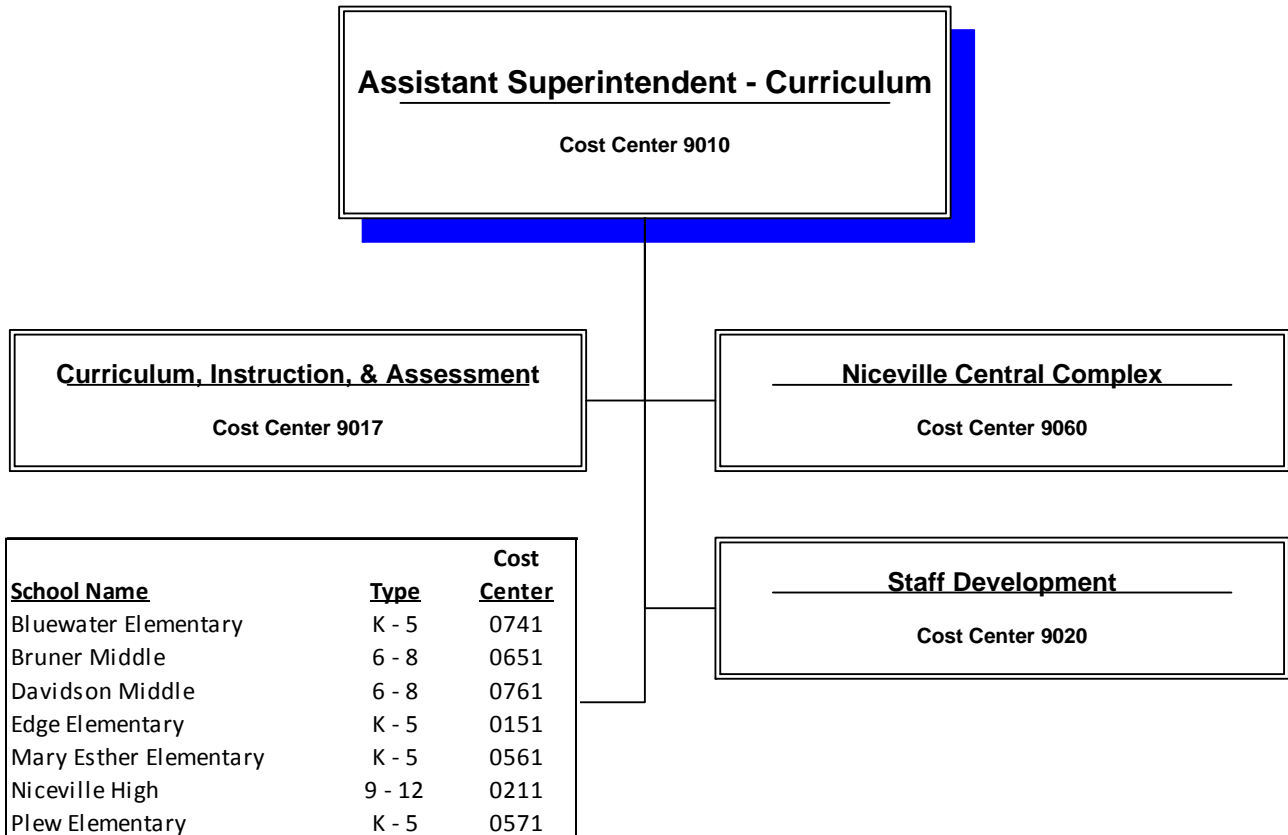 Assistant Superintendent - Curriculum
Cost Center 9010
Curriculum, Instruction, & Assessment
Cost Center 9017
Niceville Central Complex
Cost Center 9060
Staff Development
Cost Center 9020
Cost
School Name Type Center
Bluewater Elementary K - 5 0741
Bruner Middle 6 - 8 0651
Davidson Middle 6 - 8 0761
Edge Elementary K - 5 0151
Mary Esther Elementary K - 5 0561
Niceville High 9 - 12 0211
Plew Elementary K - 5 0571